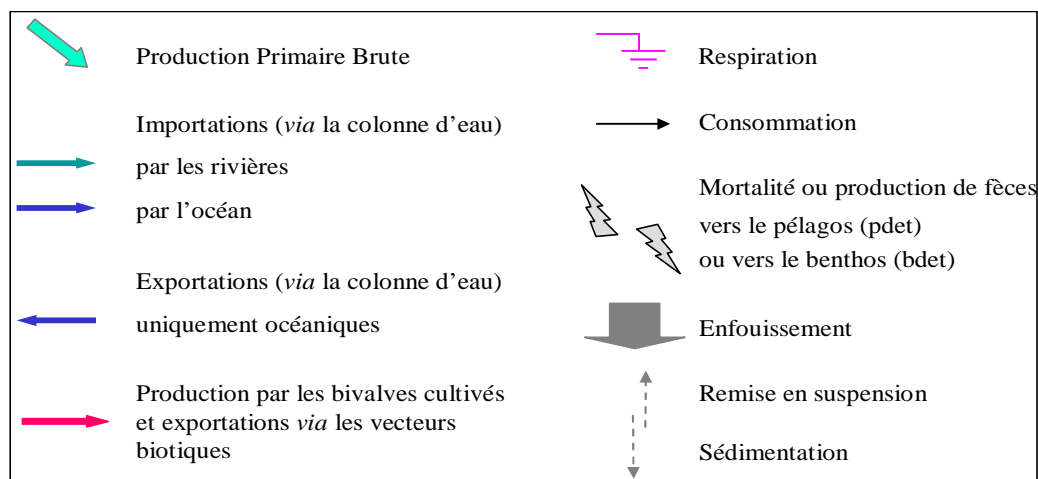 Production Primaire Brute
Importations (via la colonne d'eau)
par les rivières
par l'océan
Exportations (via la colonne d'eau)
uniquement océaniques
Production par les bivalves cultivés
et exportations via les vecteurs
biotiques
Respiration
Consommation
Mortalité ou production de fèces
vers le pélagos (pdet)
ou vers le benthos (bdet)
Enfouissement
Remise en suspension
Sédimentation